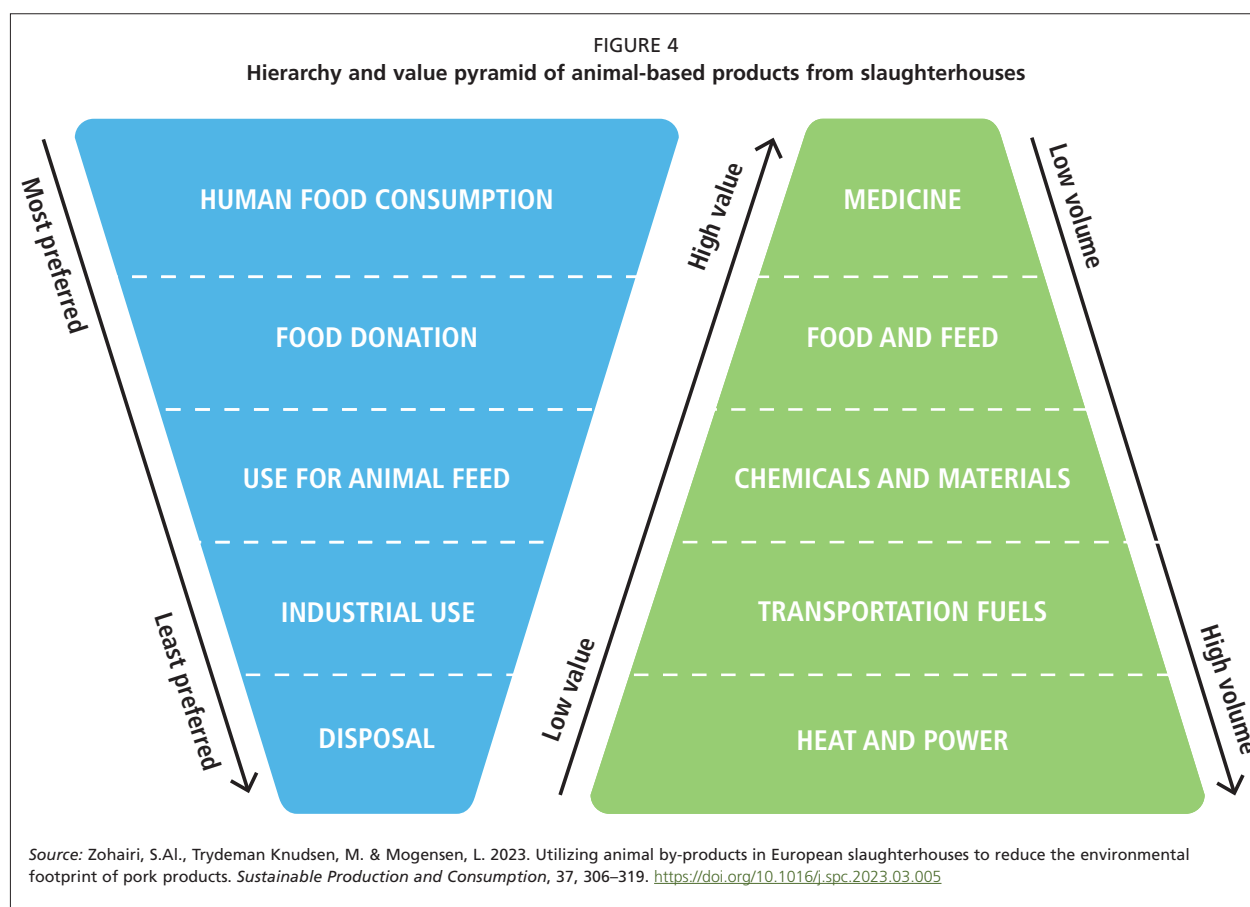 FIGURE 4
Hierarchy and value pyramid of animal-based products from slaughterhouses
Most preferred
Least preferred
HUMAN FOOD CONSUMPTION
FOOD DONATION
USE FOR ANIMAL FEED
INDUSTRIAL USE
DISPOSAL
High value
Low value
MEDICINE
FOOD AND FEED
CHEMICALS AND MATERIALS
TRANSPORTATION FUELS
HEAT AND POWER
Low volume
High volume
Source: Zohairi, S.Al., Trydeman Knudsen, M. & Mogensen, L. 2023. Utilizing animal by-products in European slaughterhouses to reduce the environmental
footprint of pork products. Sustainable Production and Consumption, 37, 306–319. https://doi.org/10.1016/j.spc.2023.03.005